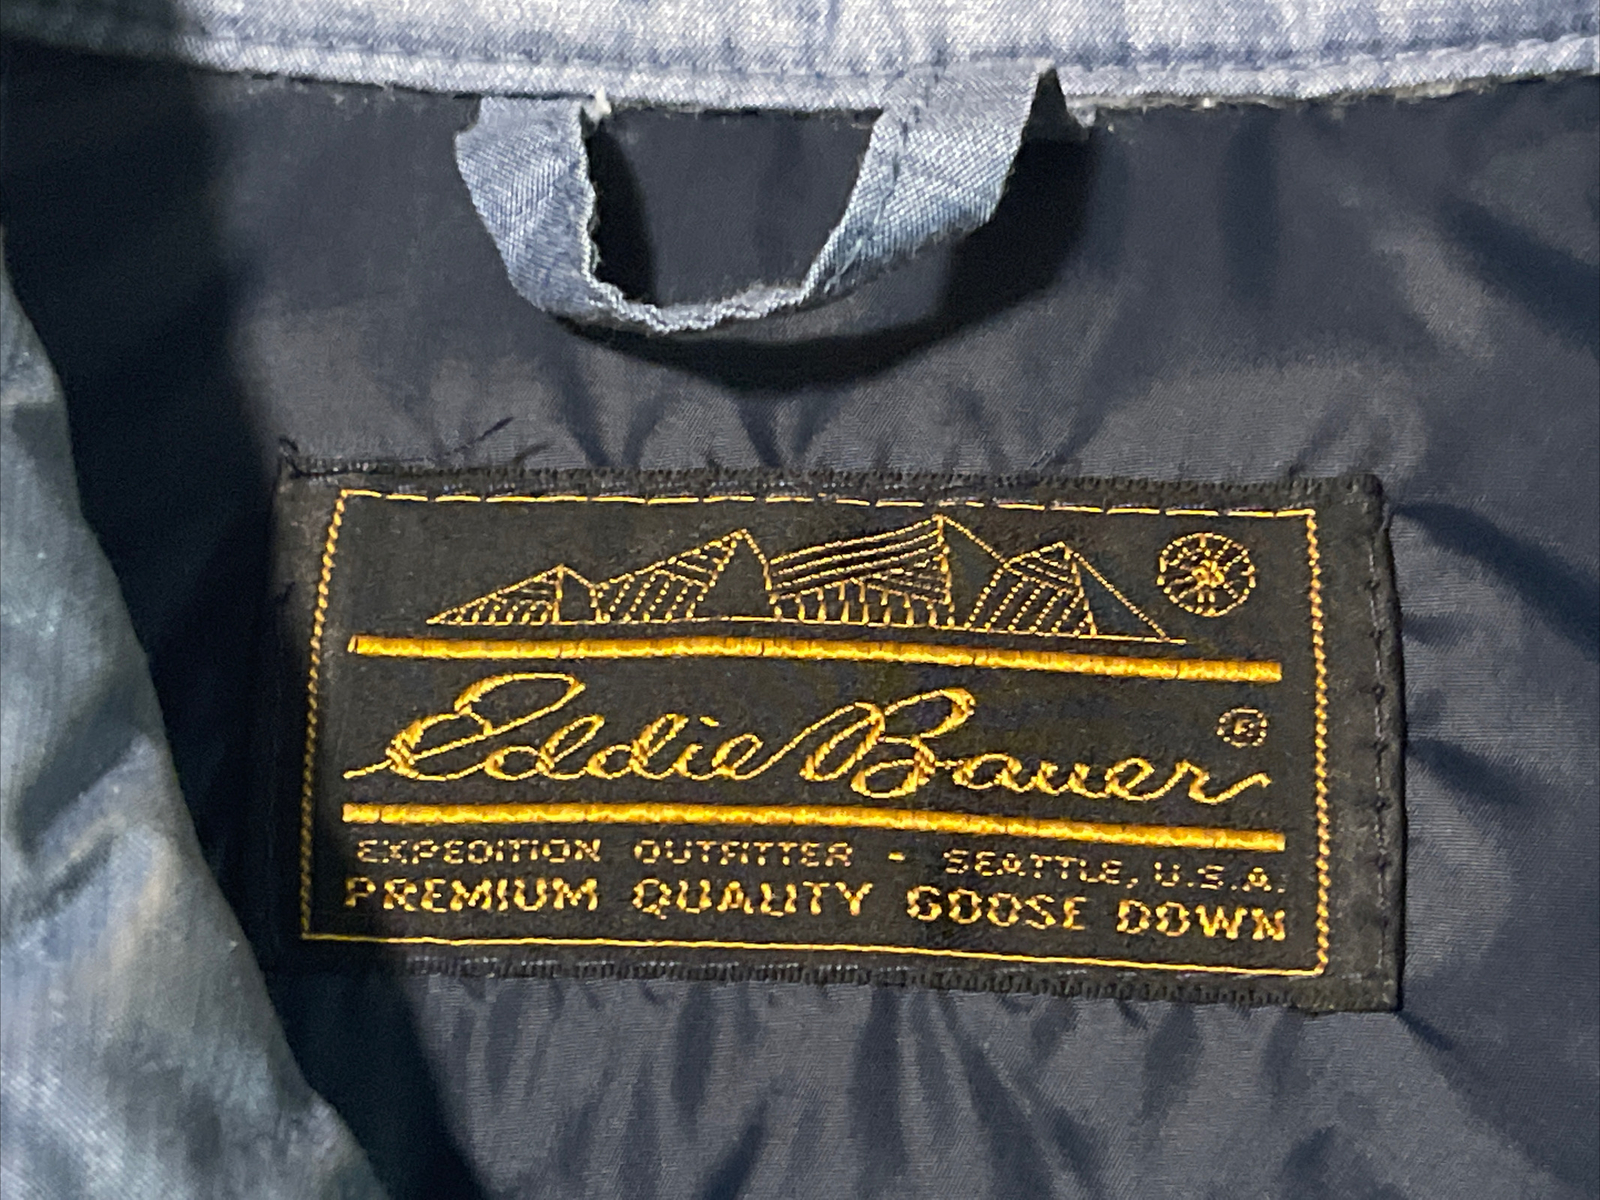 Eddie Bauer ®
EXPEDITION OUTFITTER - SEATTLE, U.S.A.
PREMIUM QUALITY GOOSE DOWN